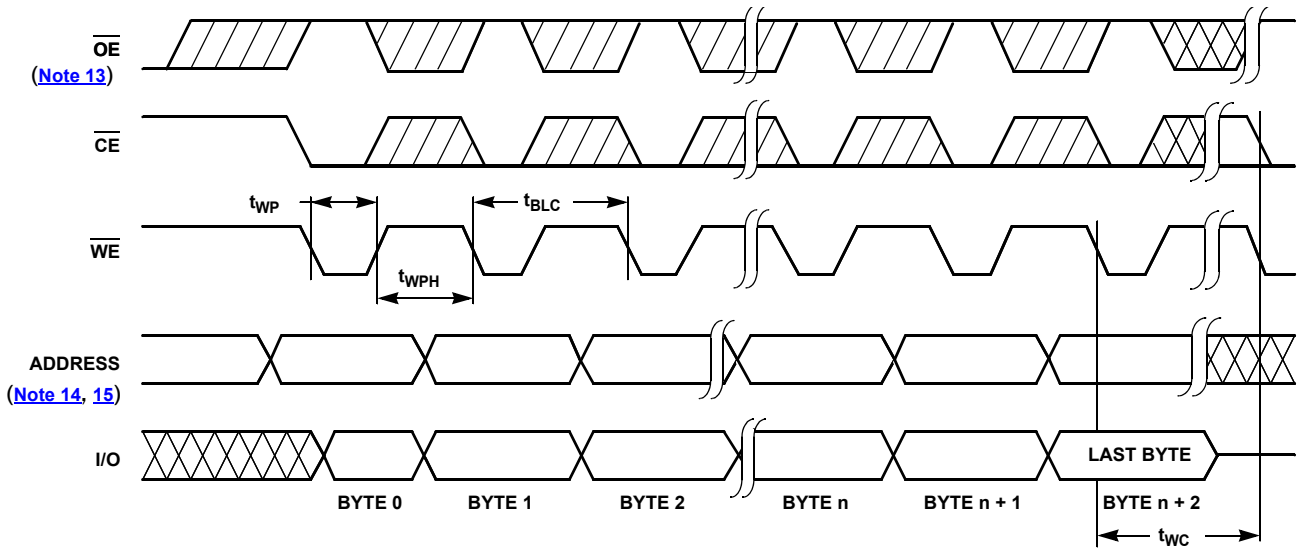 OE
(Note 13)
CE
tWP
tBLC
WE
tWPH
ADDRESS
(Note 14, 15)
I/O
LAST BYTE
BYTE 0
BYTE 1
BYTE 2
BYTE n
BYTE n + 1
BYTE n + 2
tWC